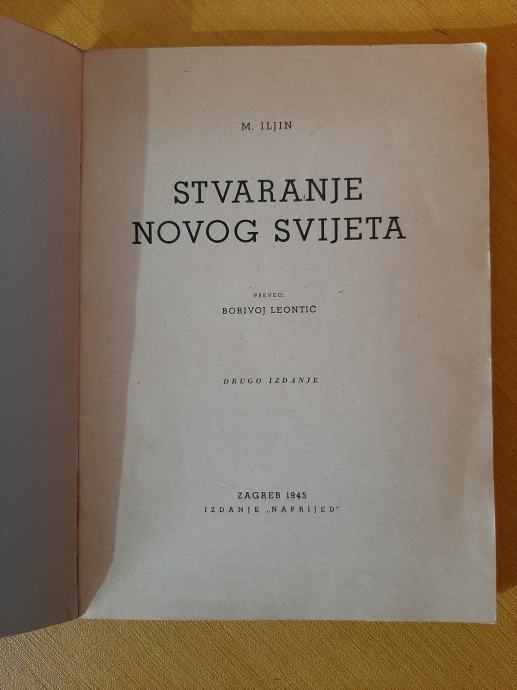 M. ILJIN
STVARANJE
NOVOG SVIJETA
PREVEO:
BORIVOJ LEONTIĆ
DRUGO IZDANJE
ZAGREB 1945
IZDANJE „NAPRIJED"